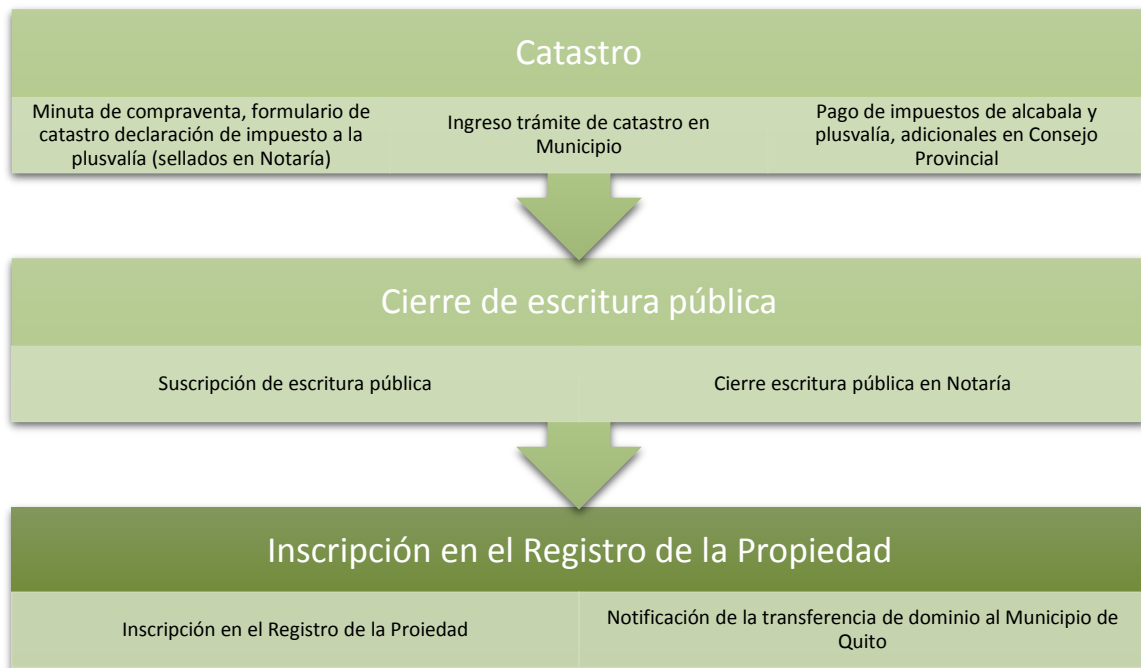 Catastro
Minuta de compraventa, formulario de
catastro declaración de impuesto a la
plusvalía (sellados en Notaría)
Ingreso trámite de catastro en
Municipio
Pago de impuestos de alcabala y
plusvalía, adicionales en Consejo
Provincial
Cierre de escritura pública
Suscripción de escritura pública
Cierre escritura pública en Notaría
Inscripción en el Registro de la Propiedad
Inscripción en el Registro de la Proiedad
Notificación de la transferencia de dominio al Municipio de
Quito